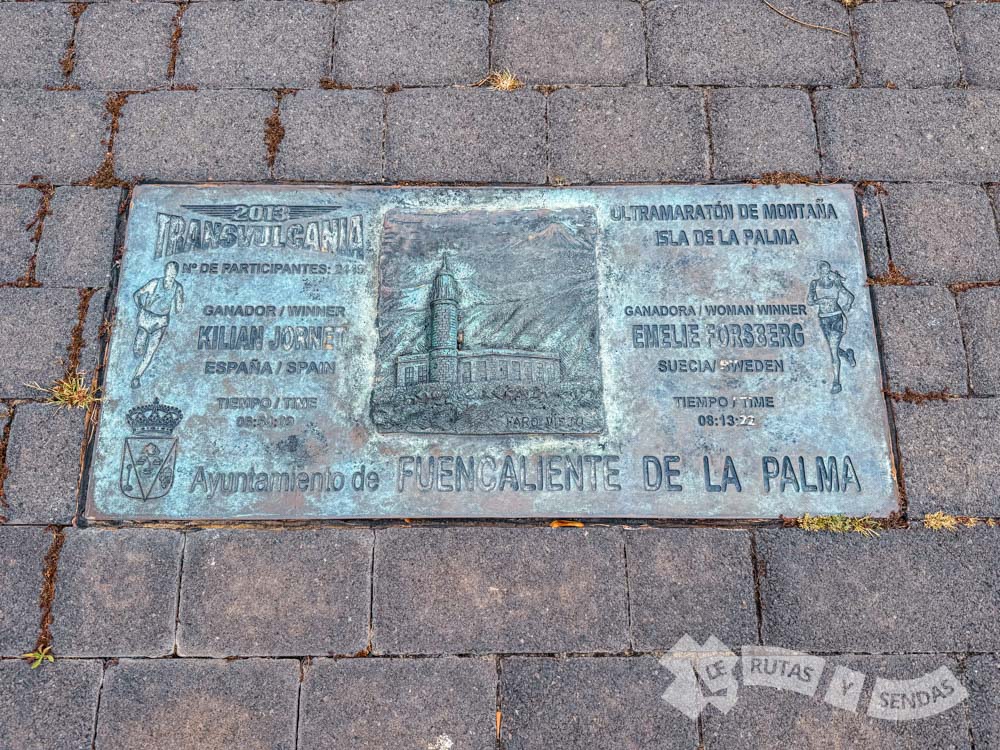 2013
TRANSVULCANIA
Nº DE PARTICIPANTES:
GANADOR / WINNER
KILIAN JORNET
ESPAÑA / SPAIN
TIEMPO / TIME
FARO VIEJO
ULTRAMARATÓN DE MONTAÑA
ISLA DE LA PALMA
GANADORA / WOMAN WINNER
EMELIE FORSBERG
SUECIA/ SWEDEN
TIEMPO / TIME
08:13:22
Ayuntamiento de FUENCALIENTE DE LA PALMA
DE RUTAS Y SENDAS